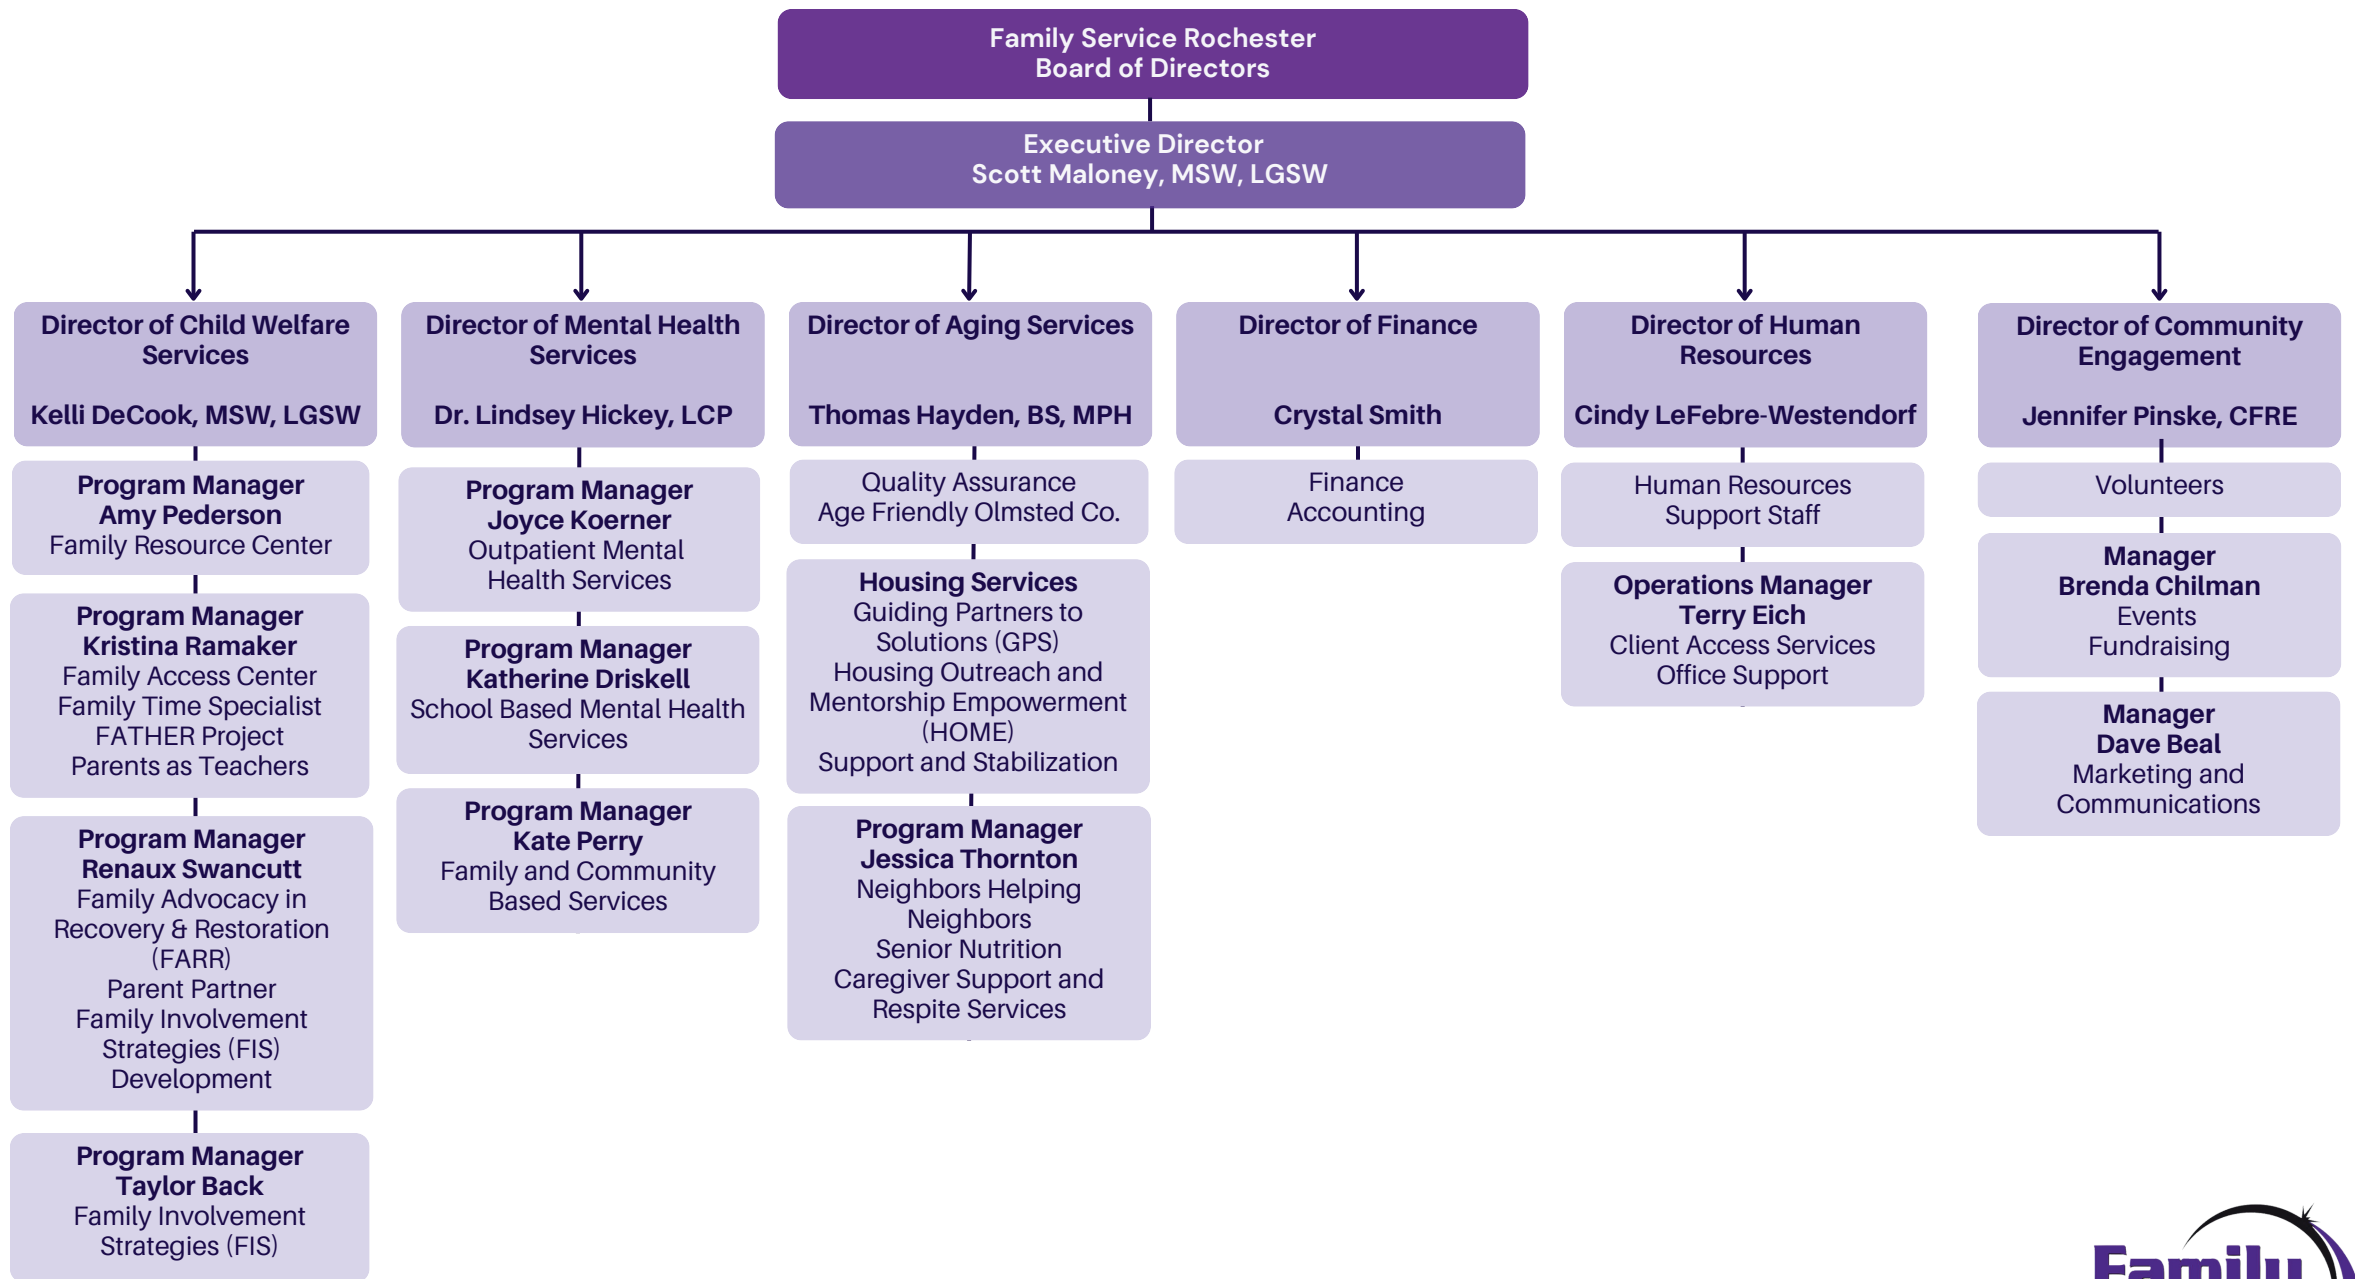 Family Service Rochester
Board of Directors
Executive Director
Scott Maloney, MSW, LGSW
Director of Child Welfare
Services
Kelli DeCook, MSW, LGSW
Program Manager
Amy Pederson
Family Resource Center
Program Manager
Kristina Ramaker
Family Access Center
Family Time Specialist
FATHER Project
Parents as Teachers
Program Manager
Renaux Swancutt
Family Advocacy in
Recovery & Restoration
(FARR)
Parent Partner
Family Involvement
Strategies (FIS)
Development
Program Manager
Taylor Back
Family Involvement
Strategies (FIS)
Director of Mental Health
Services
Dr. Lindsey Hickey, LCP
Program Manager
Joyce Koerner
Outpatient Mental
Health Services
Program Manager
Katherine Driskell
School Based Mental Health
Services
Program Manager
Kate Perry
Family and Community
Based Services
Director of Aging Services
Thomas Hayden, BS, MPH
Quality Assurance
Age Friendly Olmsted Co.
Housing Services
Guiding Partners to
Solutions (GPS)
Housing Outreach and
Mentorship Empowerment
(HOME)
Support and Stabilization
Program Manager
Jessica Thornton
Neighbors Helping
Neighbors
Senior Nutrition
Caregiver Support and
Respite Services
Director of Finance
Crystal Smith
Finance
Accounting
Director of Human
Resources
Cindy LeFebre-Westendorf
Human Resources
Support Staff
Operations Manager
Terry Eich
Client Access Services
Office Support
Director of Community
Engagement
Jennifer Pinske, CFRE
Volunteers
Manager
Brenda Chilman
Events
Fundraising
Manager
Dave Beal
Marketing and
Communications
Family